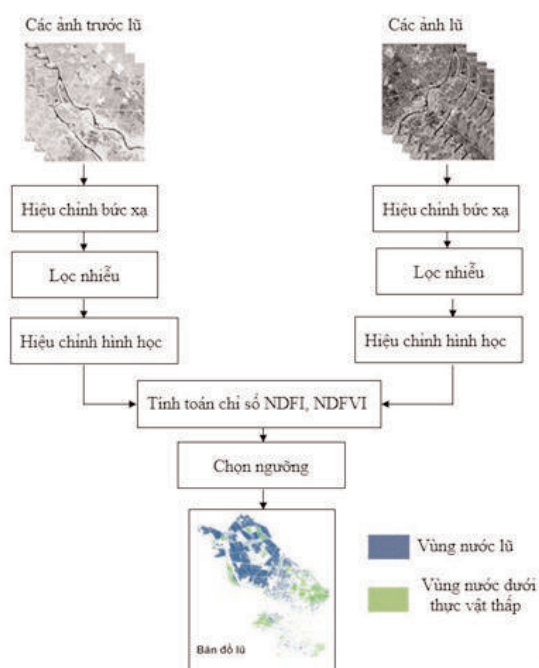 Các ảnh trước lũ
Các ảnh lũ
Hiệu chỉnh bức xạ
Hiệu chỉnh bức xạ
Lọc nhiễu
Lọc nhiễu
Hiệu chỉnh hình học
Hiệu chỉnh hình học
Tính toán chỉ số NDFI, NDFVI
Chọn ngưỡng
Vùng nước lũ
Vùng nước dưới
thực vật thấp
Bản đồ lũ